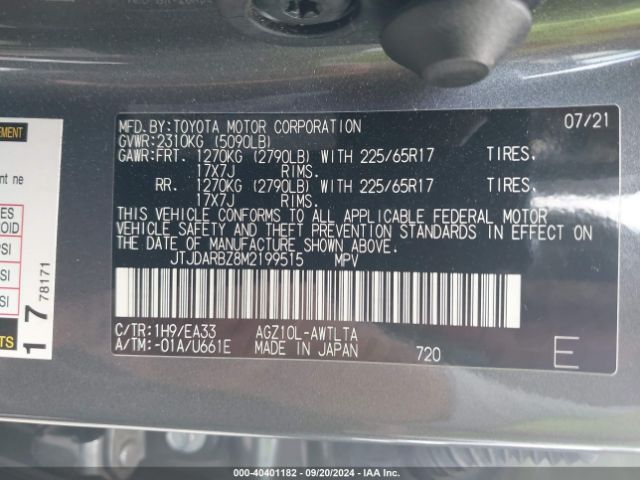 MFD.BY:TOYOTA MOTOR CORPORATION 07/21
GVWR:2310KG (5090LB)
GAWR:FRT. 1270KG (2790LB) WITH 225/65R17 TIRES.
17X7J RIMS.
RR. 1270KG (2790LB) WITH 225/65R17 TIRES.
17X7J RIMS.
THIS VEHICLE CONFORMS TO ALL APPLICABLE FEDERAL MOTOR
VEHICLE SAFETY AND THEFT PREVENTION STANDARDS IN EFFECT ON
THE DATE OF MANUFACTURE SHOWN ABOVE.
JTJDARBZ8M2199515 MPV
C/TR:1H9/EA33 AGZ10L-AWTLTA
A/TM:-01A/U661E MADE IN JAPAN 720 E
17
78171
000-40401182 - 09/20/2024 - IAA Inc.